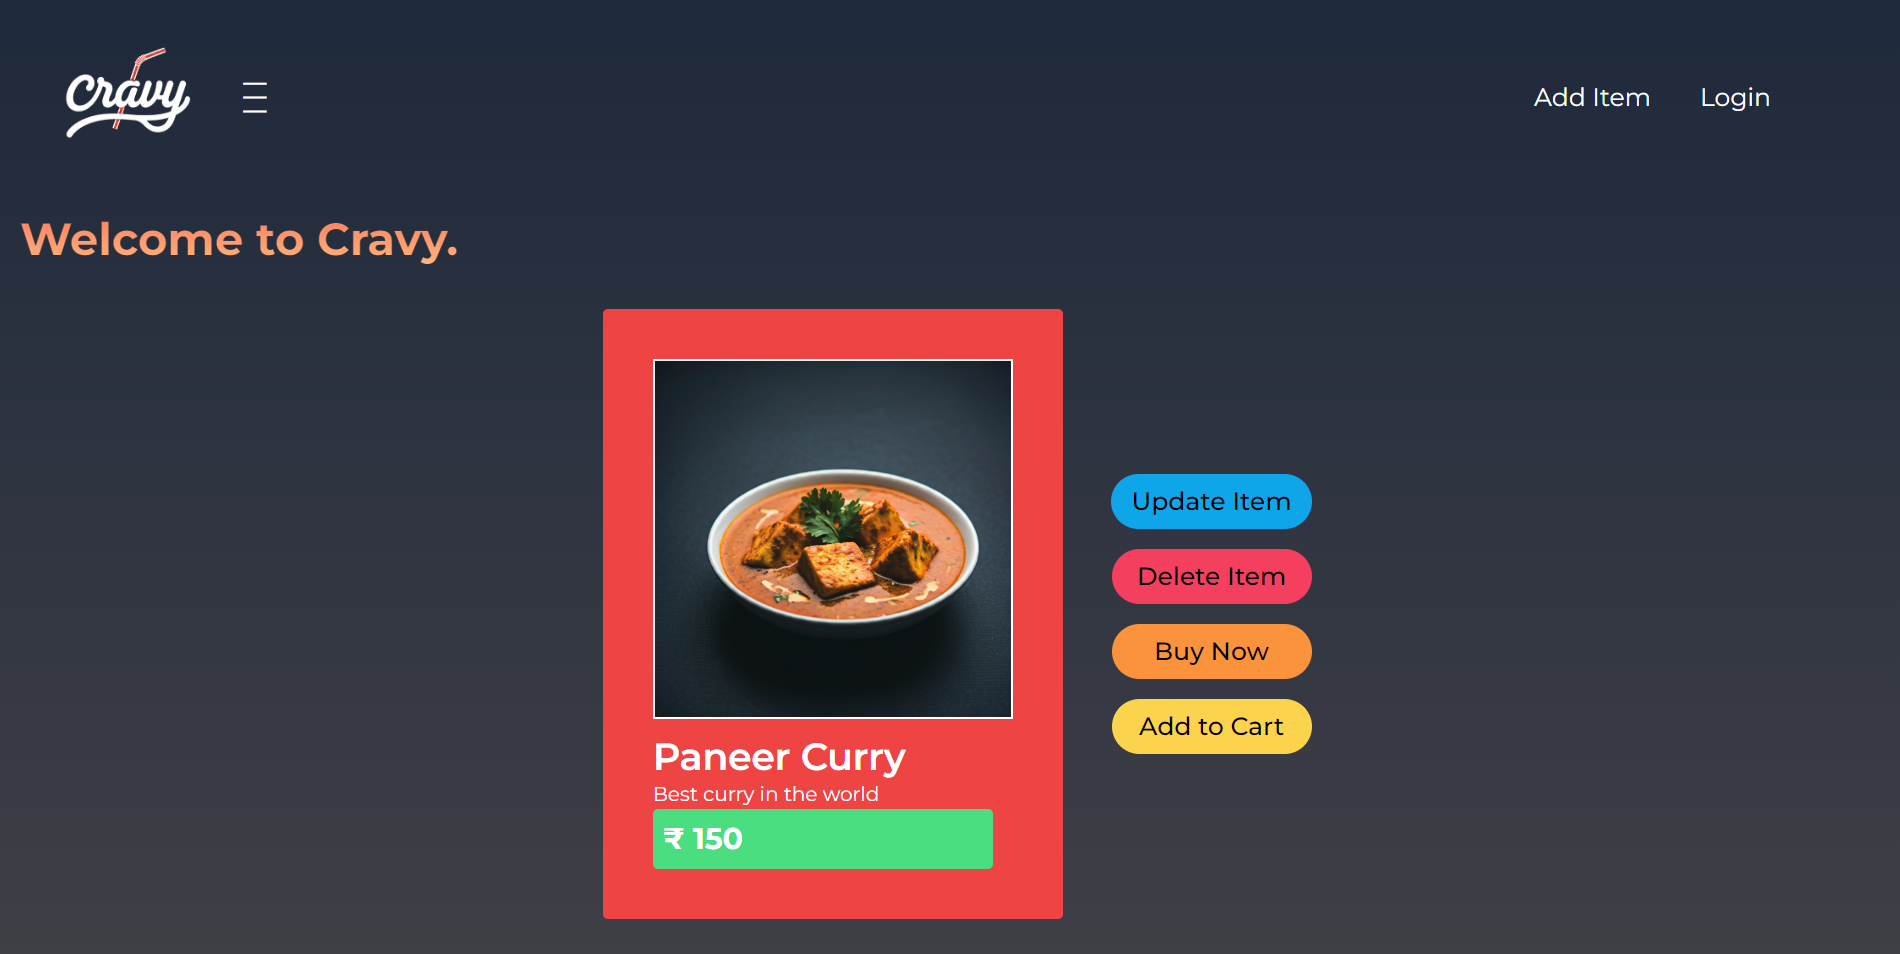 Cravy
Add Item
Login
Welcome to Cravy.
Paneer Curry
Best curry in the world
₹ 150
Update Item
Delete Item
Buy Now
Add to Cart